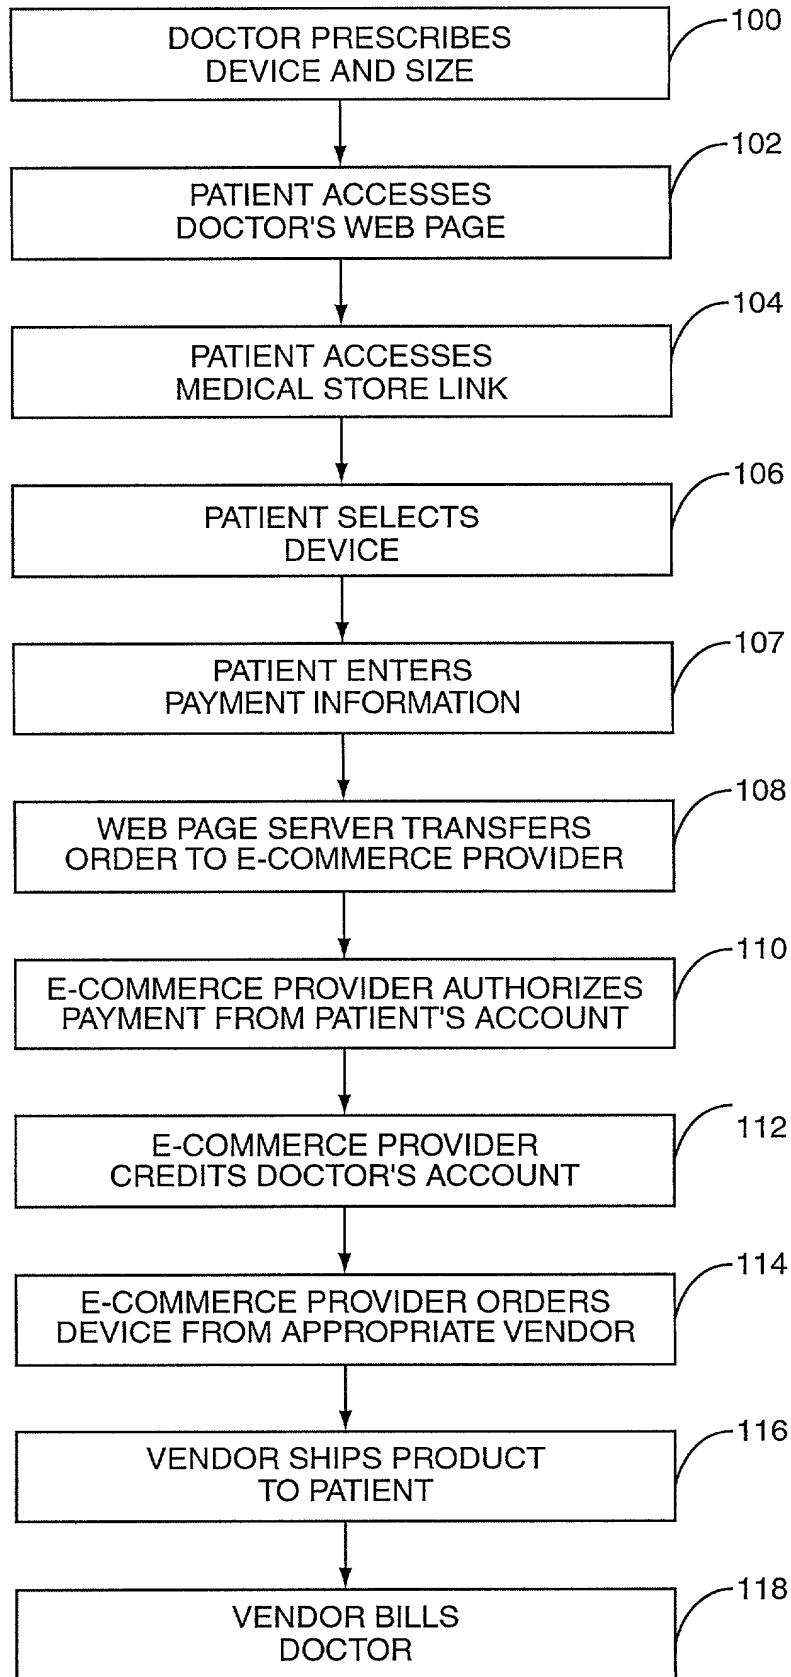 DOCTOR PRESCRIBES
DEVICE AND SIZE
100
PATIENT ACCESSES
DOCTOR'S WEB PAGE
102
PATIENT ACCESSES
MEDICAL STORE LINK
104
PATIENT SELECTS
DEVICE
106
PATIENT ENTERS
PAYMENT INFORMATION
107
WEB PAGE SERVER TRANSFERS
ORDER TO E-COMMERCE PROVIDER
108
E-COMMERCE PROVIDER AUTHORIZES
PAYMENT FROM PATIENT'S ACCOUNT
110
E-COMMERCE PROVIDER
CREDITS DOCTOR'S ACCOUNT
112
E-COMMERCE PROVIDER ORDERS
DEVICE FROM APPROPRIATE VENDOR
114
VENDOR SHIPS PRODUCT
TO PATIENT
116
VENDOR BILLS
DOCTOR
118